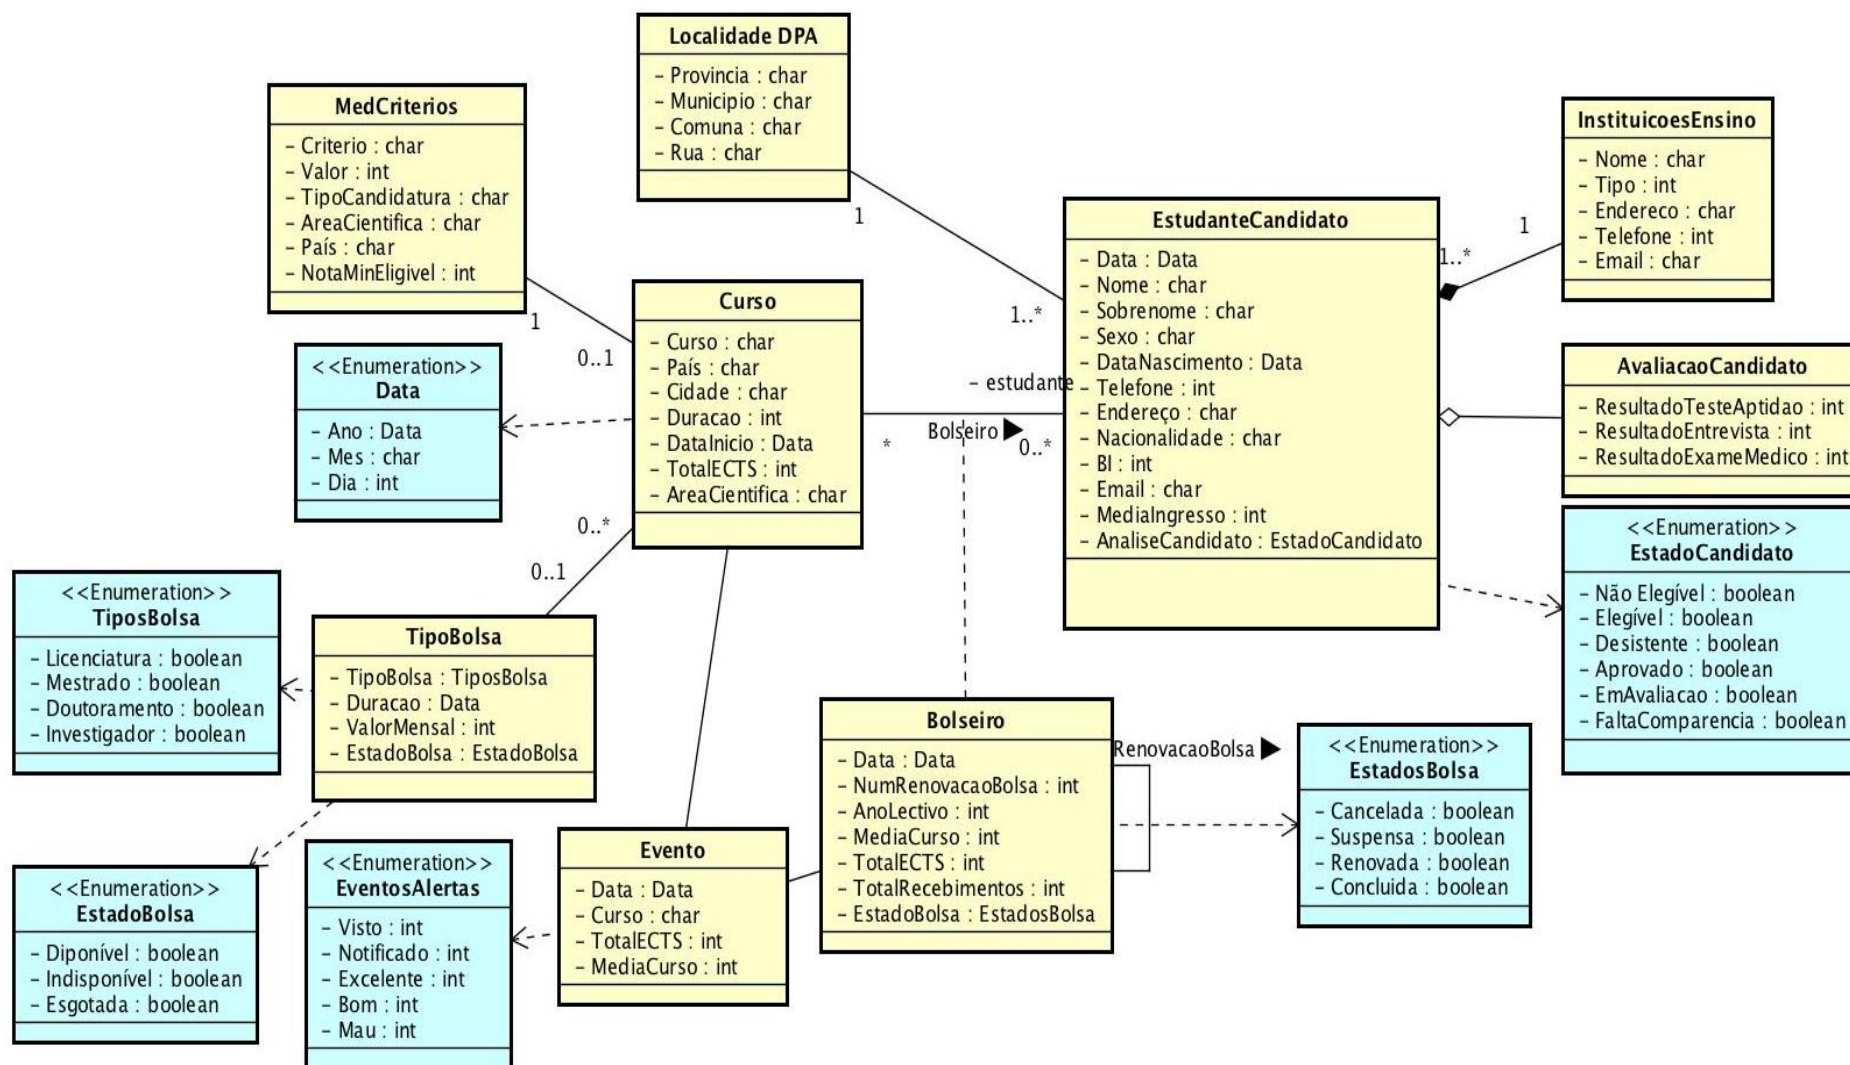 Localidade DPA
– Provincia : char
– Municipio : char
– Comuna : char
– Rua : char
MedCriterios
– Criterio : char
– Valor : int
– TipoCandidatura : char
– AreaCientifica : char
– País : char
– NotaMinEligivel : int
InstituicoesEnsino
– Nome : char
– Tipo : int
– Endereco : char
– Telefone : int
– Email : char
1
1..*
1
1..*
EstudanteCandidato
– Data : Data
– Nome : char
– Sobrenome : char
– Sexo : char
– DataNascimento : Data
– Telefone : int
– Endereço : char
– Nacionalidade : char
– BI : int
– Email : char
– MediaIngresso : int
– AnaliseCandidato : EstadoCandidato
1
0..1
Curso
– Curso : char
– País : char
– Cidade : char
– Duracao : int
– DataInicio : Data
– TotalECTS : int
– AreaCientifica : char
<<Enumeration>>
Data
– Ano : Data
– Mes : char
– Dia : int
– estudante
Bolseiro
*
0..*
AvaliacaoCandidato
– ResultadoTesteAptidao : int
– ResultadoEntrevista : int
– ResultadoExameMedico : int
<<Enumeration>>
EstadoCandidato
– Não Elegível : boolean
– Elegível : boolean
– Desistente : boolean
– Aprovado : boolean
– EmAvaliacao : boolean
– FaltaComparencia : boolean
0..*
0..1
<<Enumeration>>
TiposBolsa
– Licenciatura : boolean
– Mestrado : boolean
– Doutoramento : boolean
– Investigador : boolean
TipoBolsa
– TipoBolsa : TiposBolsa
– Duracao : Data
– ValorMensal : int
– EstadoBolsa : EstadoBolsa
Bolseiro
– Data : Data
– NumRenovacaoBolsa : int
– AnoLectivo : int
– MediaCurso : int
– TotalECTS : int
– TotalRecebimentos : int
– EstadoBolsa : EstadosBolsa
RenovacaoBolsa
<<Enumeration>>
EstadosBolsa
– Cancelada : boolean
– Suspensa : boolean
– Renovada : boolean
– Concluida : boolean
<<Enumeration>>
EstadoBolsa
– Diponível : boolean
– Indisponível : boolean
– Esgotada : boolean
<<Enumeration>>
EventosAlertas
– Visto : int
– Notificado : int
– Excelente : int
– Bom : int
– Mau : int
Evento
– Data : Data
– Curso : char
– TotalECTS : int
– MediaCurso : int